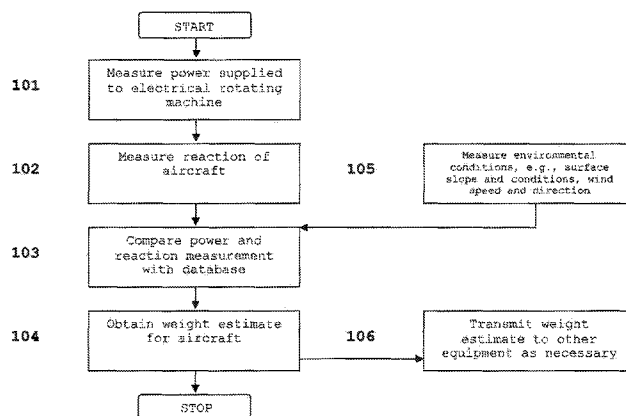 START
101
Measure power supplied
to electrical rotating
machine
102
Measure reaction of
aircraft
105
Measure environmental
conditions, e.g., surface
slope and conditions, wind
speed and direction
103
Compare power and
reaction measurement
with database
104
Obtain weight estimate
for aircraft
106
Transmit weight
estimate to other
equipment as necessary
STOP